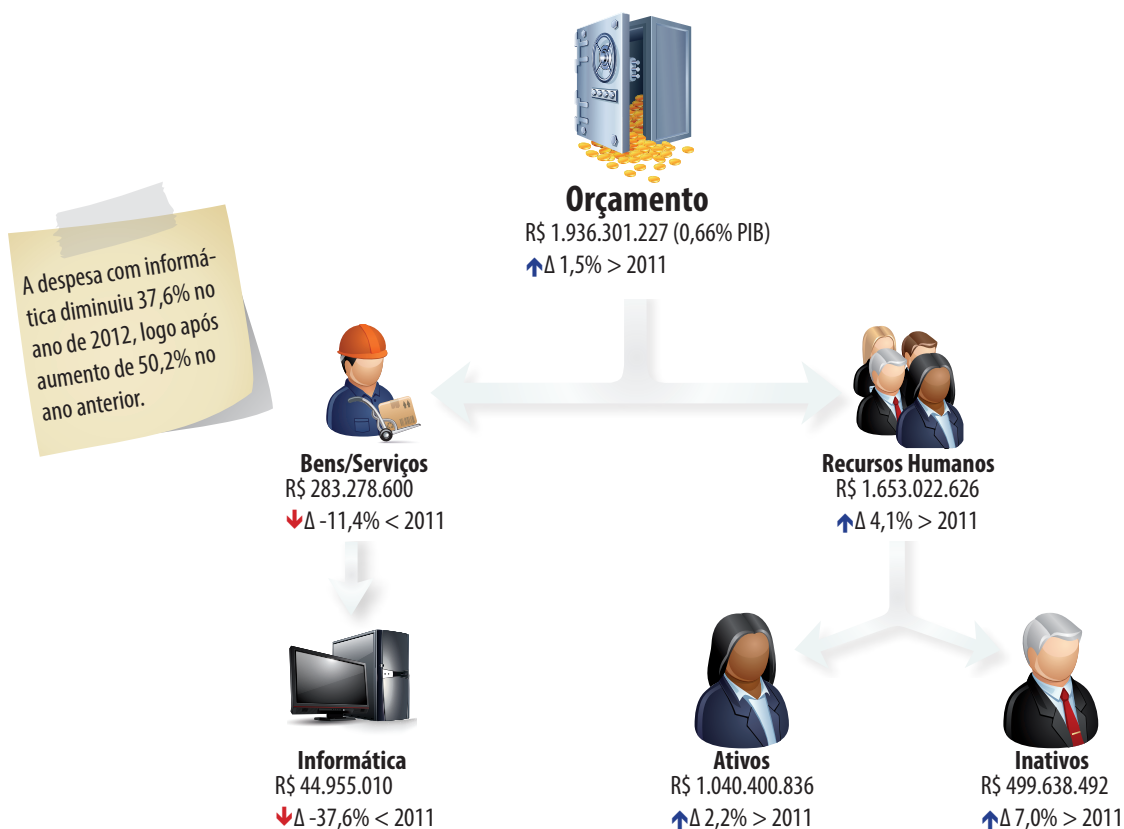 Orçamento
R$ 1.936.301.227 (0,66% PIB)
↑Δ 1,5% > 2011
A despesa com informá-
tica diminuiu 37,6% no
ano de 2012, logo após
aumento de 50,2% no
ano anterior.
Bens/Serviços
R$ 283.278.600
↓Δ -11,4% < 2011
Recursos Humanos
R$ 1.653.022.626
↑Δ 4,1% > 2011
Informática
R$ 44.955.010
↓Δ -37,6% < 2011
Ativos
R$ 1.040.400.836
↑Δ 2,2% > 2011
Inativos
R$ 499.638.492
↑Δ 7,0% > 2011